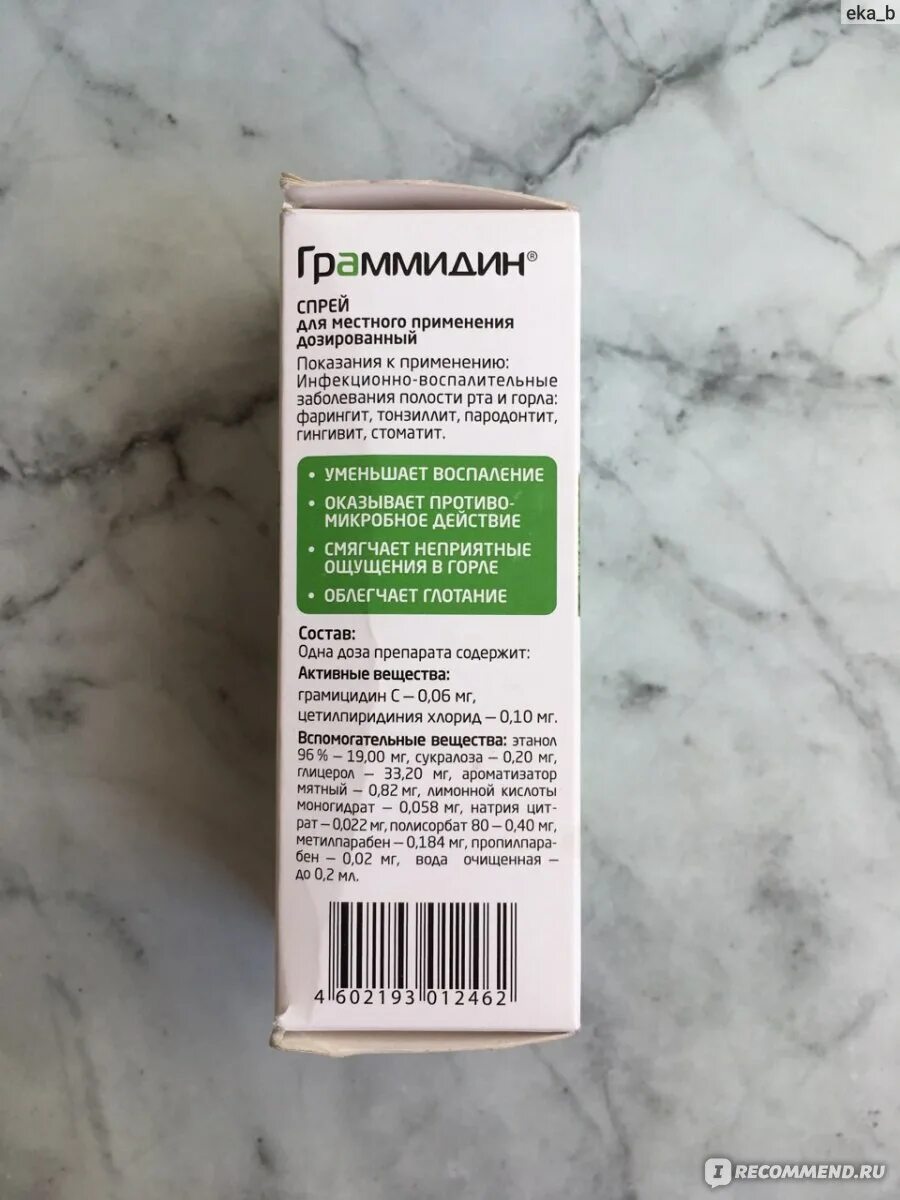 eka_b
Граммидин®
СПРЕЙ
для местного применения
дозированный
Показания к применению:
Инфекционно-воспалительные
заболевания полости рта и горла:
фарингит, тонзиллит, пародонтит,
гингивит, стоматит.
• УМЕНЬШАЕТ ВОСПАЛЕНИЕ
• ОКАЗЫВАЕТ ПРОТИВО-
МИКРОБНОЕ ДЕЙСТВИЕ
• СМЯГЧАЕТ НЕПРИЯТНЫЕ
ОЩУЩЕНИЯ В ГОРЛЕ
• ОБЛЕГЧАЕТ ГЛОТАНИЕ
Состав:
Одна доза препарата содержит:
Активные вещества:
грамицидин С – 0,06 мг,
цетилпиридиния хлорид – 0,10 мг.
Вспомогательные вещества: этанол
96 % – 19,00 мг, сукралоза – 0,20 мг,
глицерол – 33,20 мг, ароматизатор
мятный – 0,82 мг, лимонной кислоты
моногидрат – 0,058 мг, натрия цит-
рат – 0,022 мг, полисорбат 80 – 0,40 мг,
метилпарабен – 0,184 мг, пропилпара-
бен – 0,02 мг, вода очищенная –
до 0,2 мл.
4 602193 012462
IRECOMMEND.RU